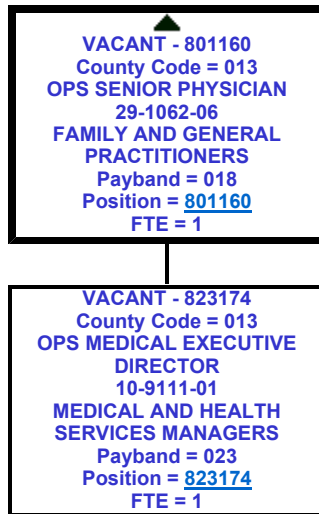 VACANT - 801160
County Code = 013
OPS SENIOR PHYSICIAN
29-1062-06
FAMILY AND GENERAL
PRACTITIONERS
Payband = 018
Position = 801160
FTE = 1
VACANT - 823174
County Code = 013
OPS MEDICAL EXECUTIVE
DIRECTOR
10-9111-01
MEDICAL AND HEALTH
SERVICES MANAGERS
Payband = 023
Position = 823174
FTE = 1